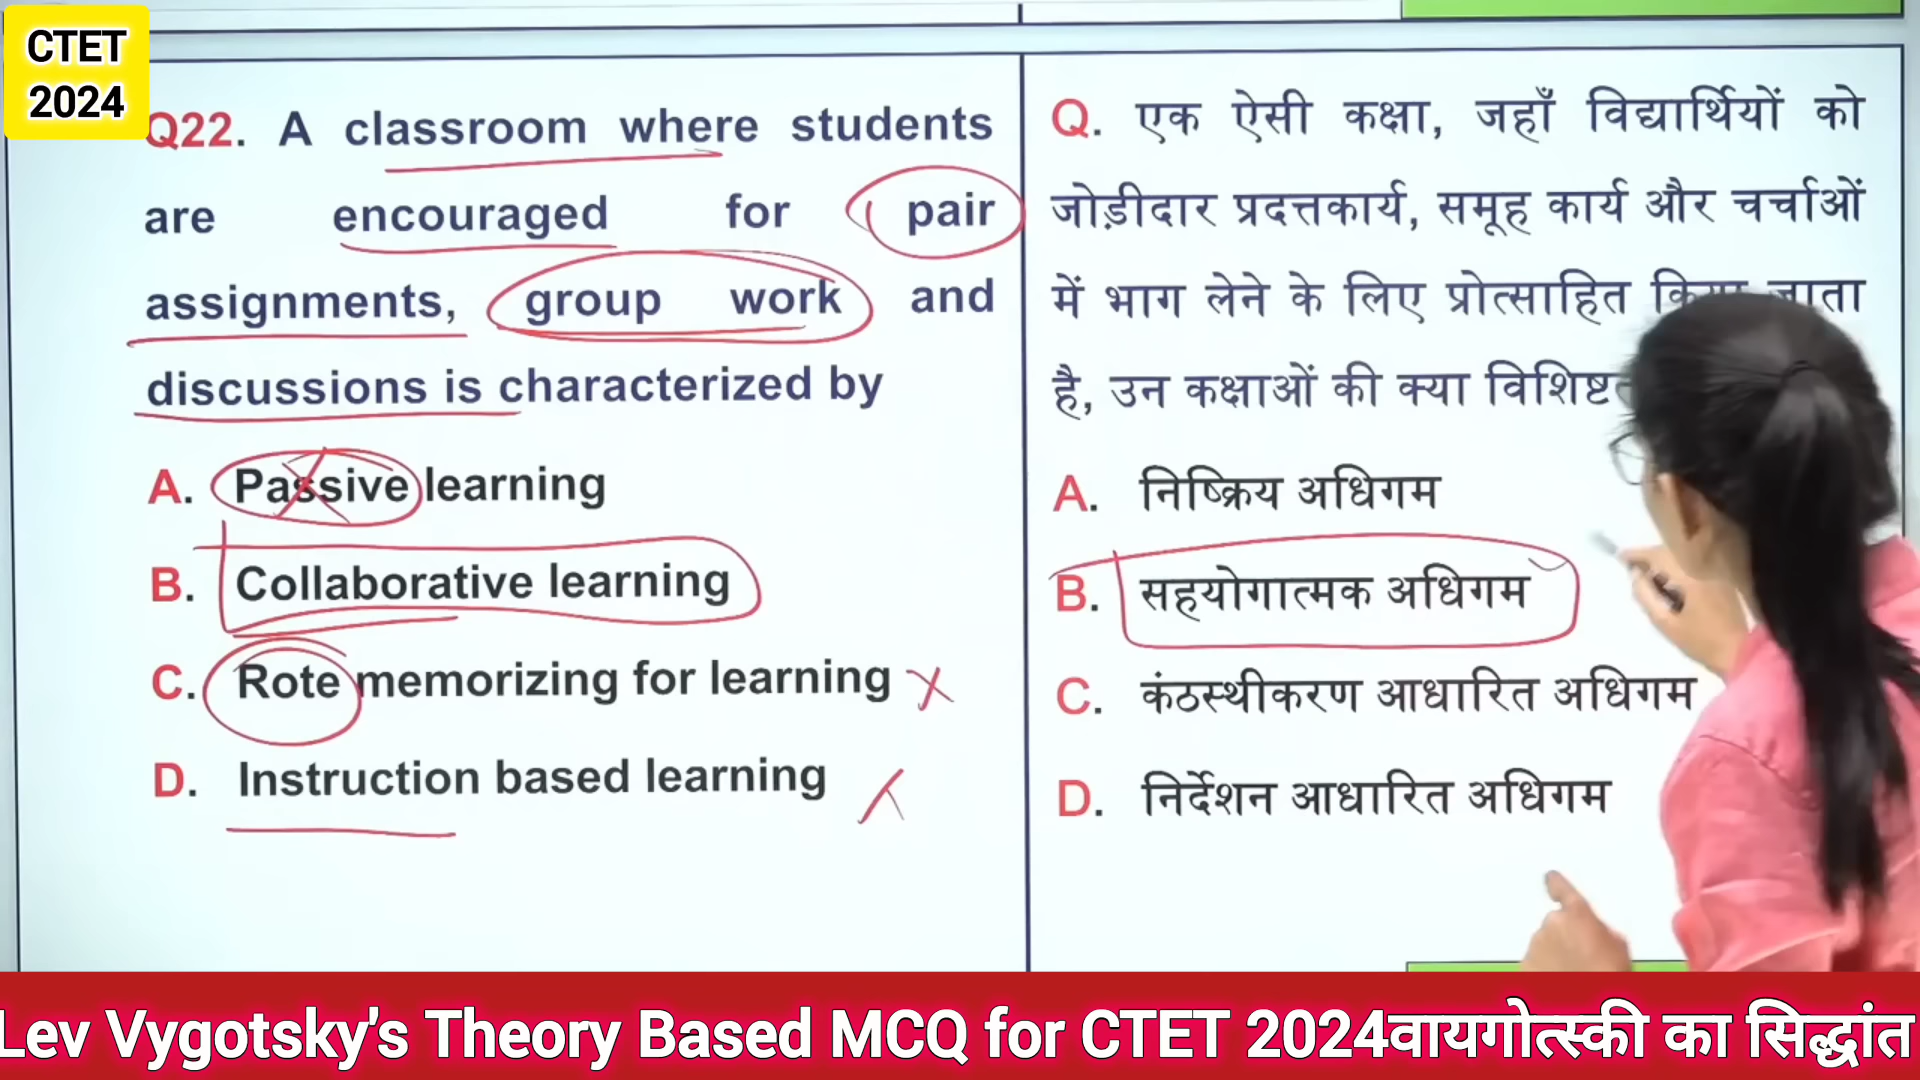 CTET
2024
Q22. A classroom where students
are encouraged for pair
assignments, group work and
discussions is characterized by
A. Passive learning
B. Collaborative learning
C. Rote memorizing for learning
D. Instruction based learning
Q. एक ऐसी कक्षा, जहाँ विद्यार्थियों को
जोड़ीदार प्रदत्तकार्य, समूह कार्य और चर्चाओं
में भाग लेने के लिए प्रोत्साहित किया जाता
है, उन कक्षाओं की क्या
A. निष्क्रिय अधिगम
B. सहयोगात्मक अधिगम
C. कंठस्थीकरण आधारित अधिगम
D. निर्देशन आधारित अधिगम
Lev Vygotsky's Theory Based MCQ for CTET 2024वायगोत्स्की का सिद्धांत